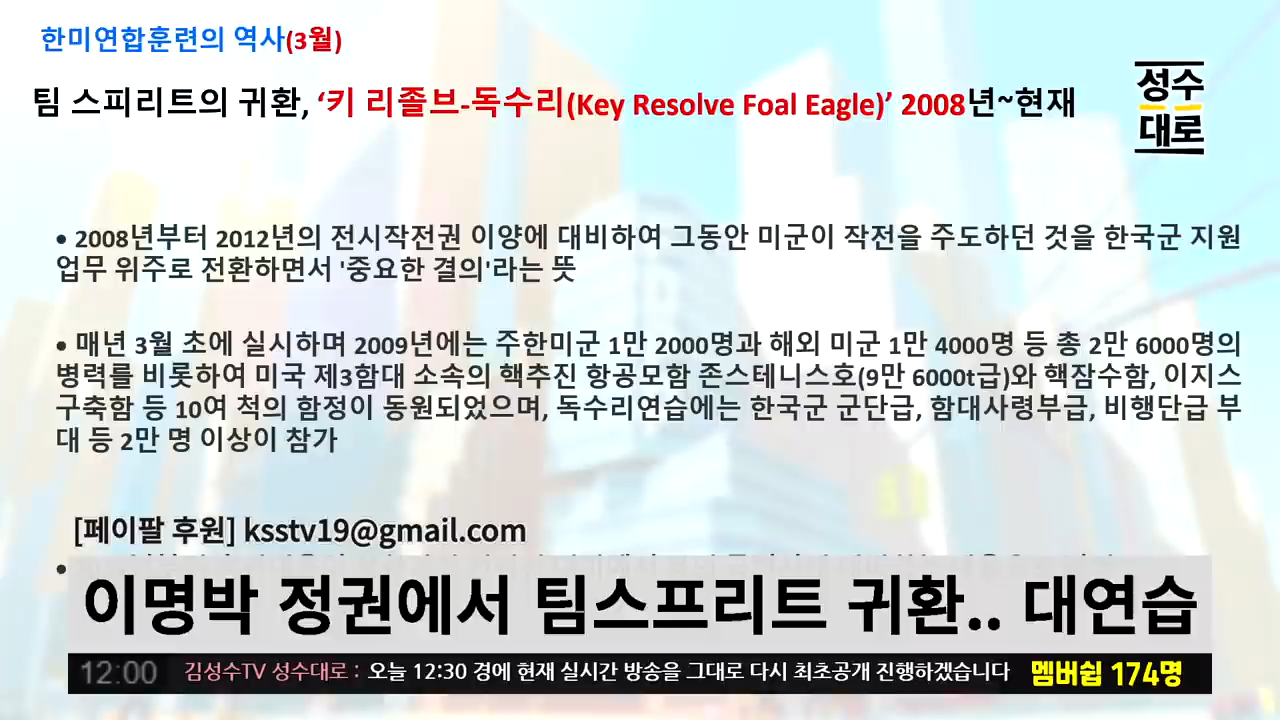 한미연합훈련의 역사(3월)
팀 스피리트의 귀환, ‘키 리졸브-독수리(Key Resolve Foal Eagle)’ 2008년~현재
성수
대로
• 2008년부터 2012년의 전시작전권 이양에 대비하여 그동안 미군이 작전을 주도하던 것을 한국군 지원
업무 위주로 전환하면서 '중요한 결의'라는 뜻
• 매년 3월 초에 실시하며 2009년에는 주한미군 1만 2000명과 해외 미군 1만 4000명 등 총 2만 6000명의
병력를 비롯하여 미국 제3함대 소속의 핵추진 항공모함 존스테니스호(9만 6000t급)와 핵잠수함, 이지스
구축함 등 10여 척의 함정이 동원되었으며, 독수리연습에는 한국군 군단급, 함대사령부급, 비행단급 부
대 등 2만 명 이상이 참가
[페이팔 후원] ksstv19@gmail.com
이명박 정권에서 팀스프리트 귀환.. 대연습
12:00 김성수TV 성수대로 : 오늘 12:30 경에 현재 실시간 방송을 그대로 다시 최초공개 진행하겠습니다 멤버쉽 174명